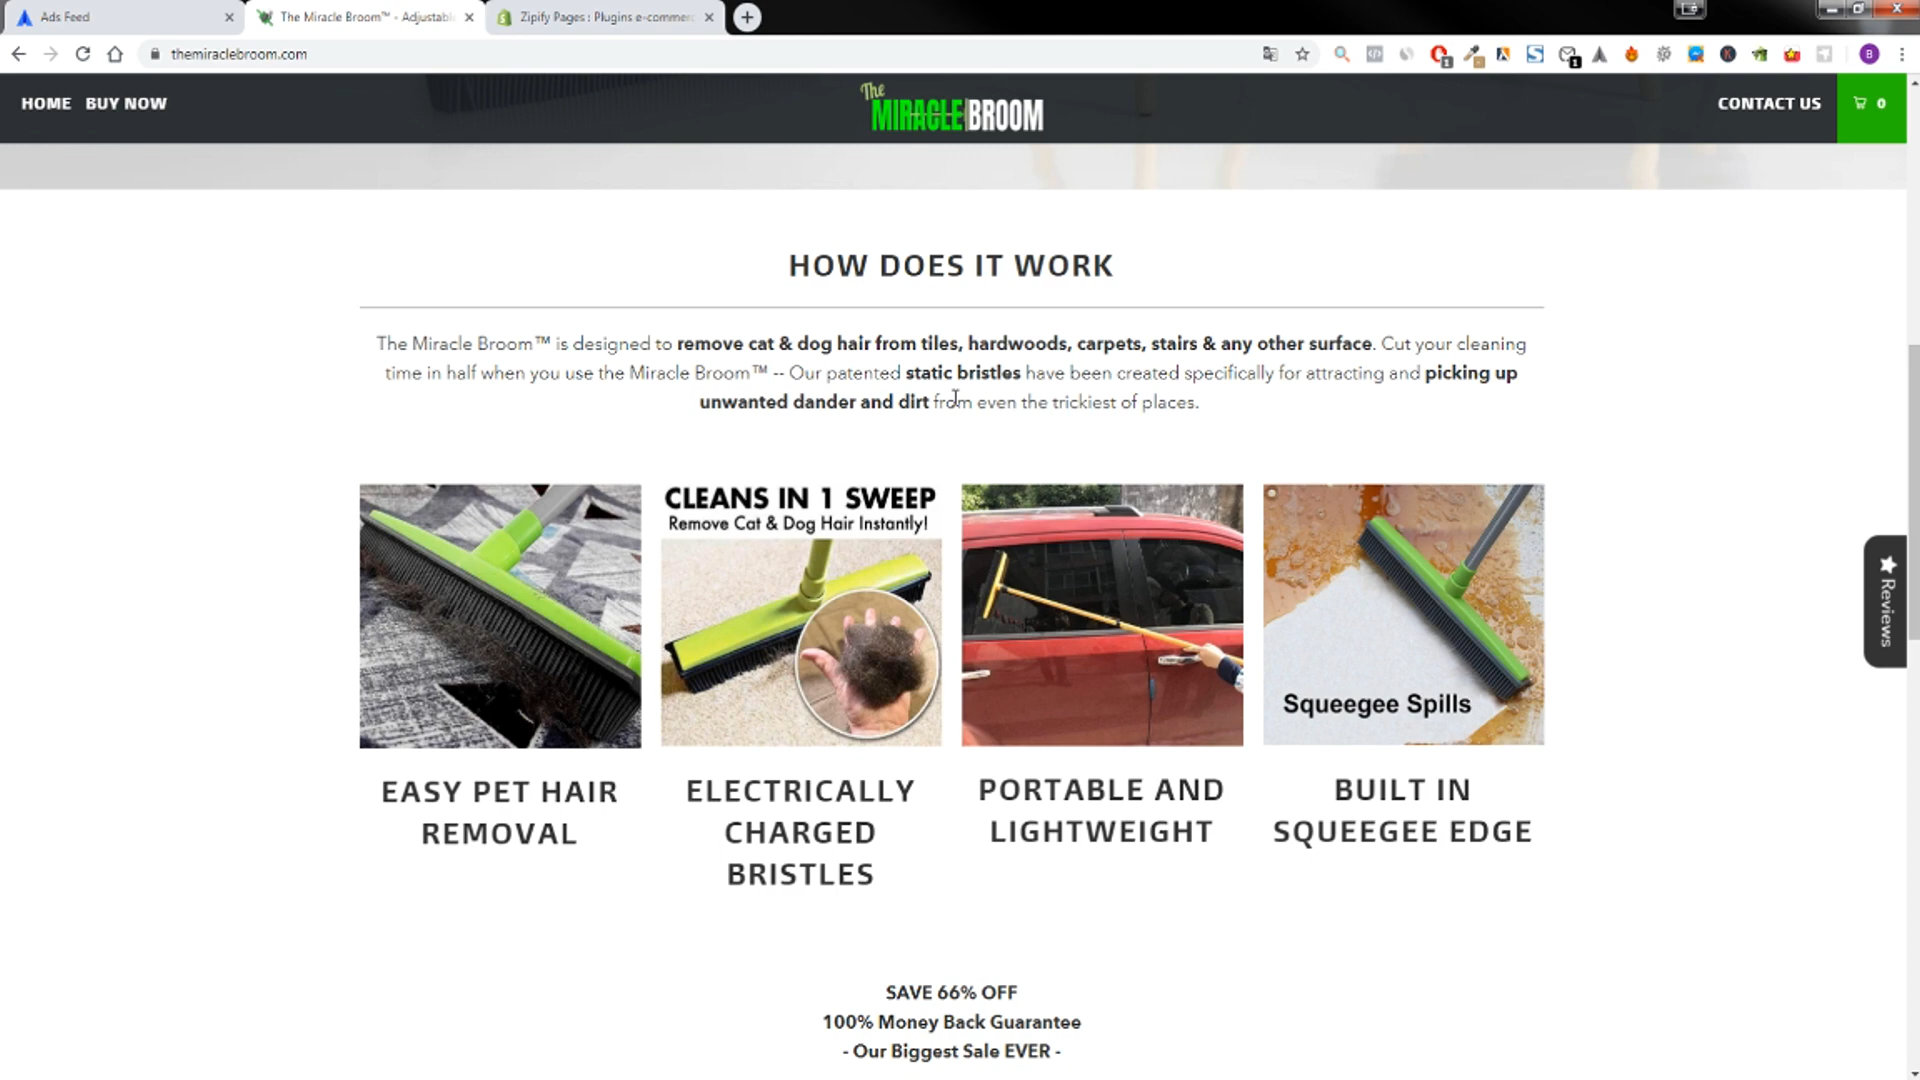 Ads Feed
The Miracle Broom™ - Adjustabl
Zipify Pages : Plugins e-commer
themiraclebroom.com
HOME BUY NOW
The
MIRACLE BROOM
CONTACT US
0
HOW DOES IT WORK
The Miracle Broom™ is designed to remove cat & dog hair from tiles, hardwoods, carpets, stairs & any other surface. Cut your cleaning
time in half when you use the Miracle Broom™ -- Our patented static bristles have been created specifically for attracting and picking up
unwanted dander and dirt from even the trickiest of places.
CLEANS IN 1 SWEEP
Remove Cat & Dog Hair Instantly!
Squeegee Spills
★ Reviews
EASY PET HAIR
REMOVAL
ELECTRICALLY
CHARGED
BRISTLES
PORTABLE AND
LIGHTWEIGHT
BUILT IN
SQUEEGEE EDGE
SAVE 66% OFF
100% Money Back Guarantee
- Our Biggest Sale EVER -